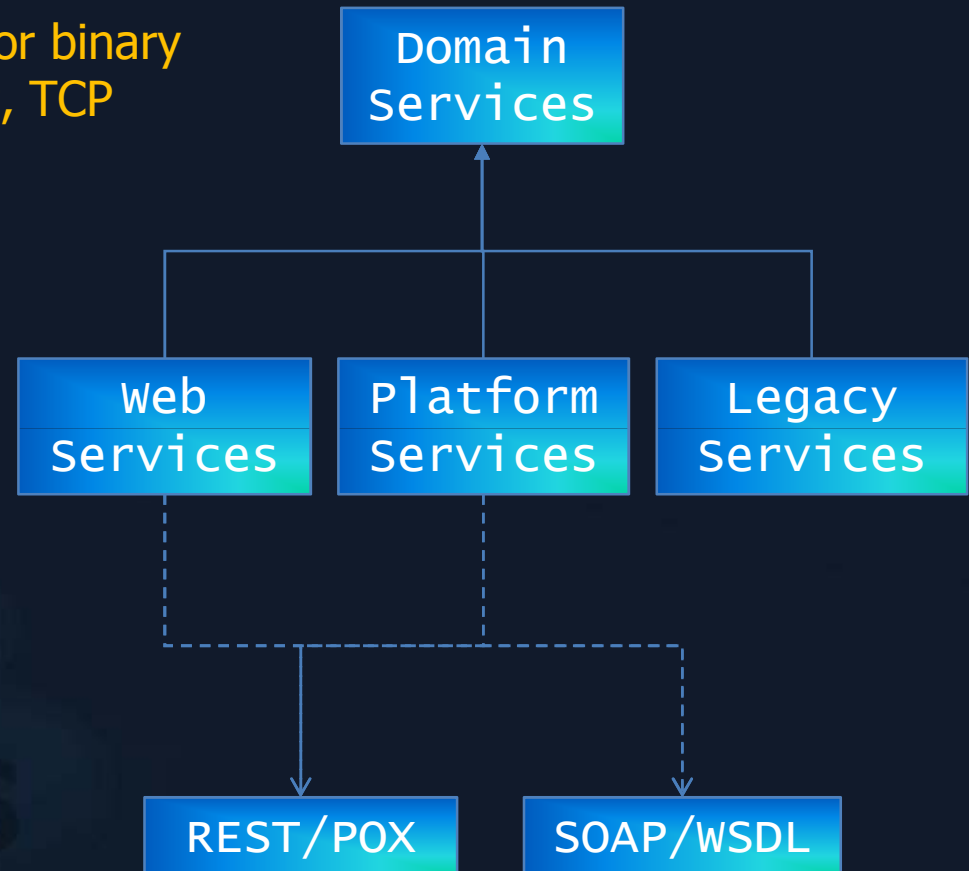 or binary
, TCP
Domain
Services
Web
Services
Platform
Services
Legacy
Services
REST/POX
SOAP/WSDL